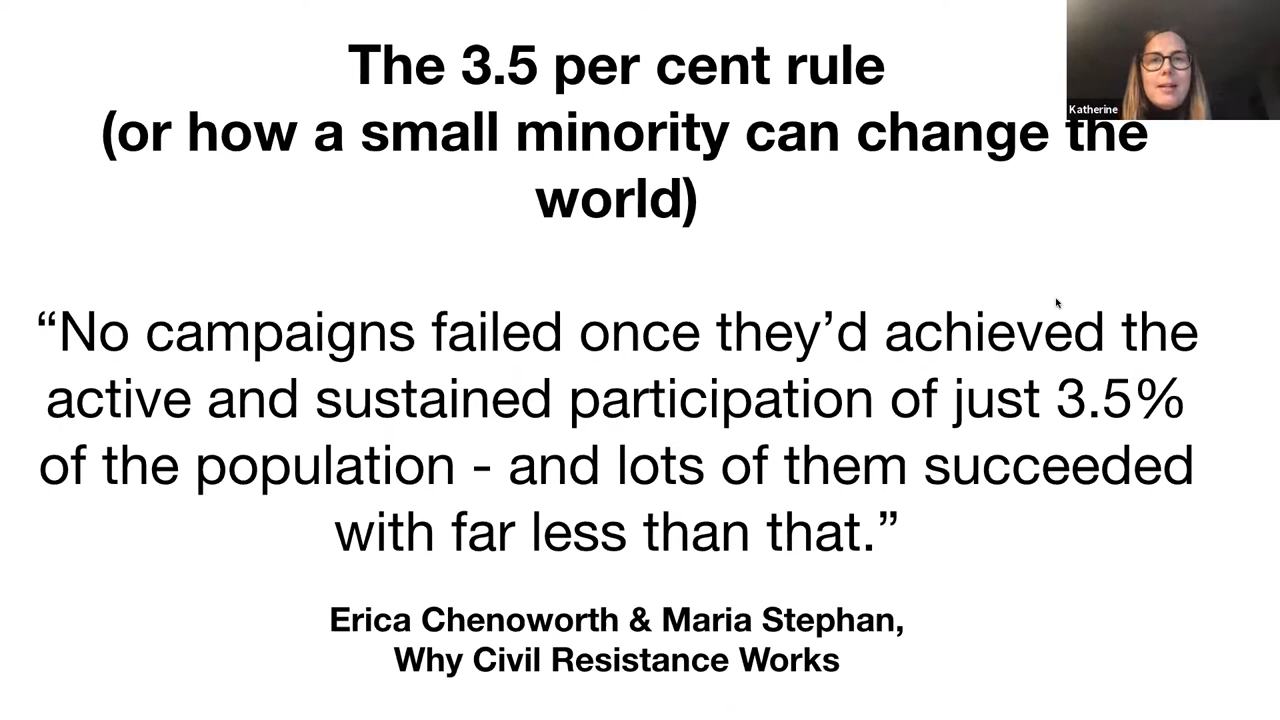 The 3.5 per cent rule
(or how a small minority can change the
world)
Katherine
“No campaigns failed once they’d achieved the
active and sustained participation of just 3.5%
of the population - and lots of them succeeded
with far less than that.”
Erica Chenoworth & Maria Stephan,
Why Civil Resistance Works